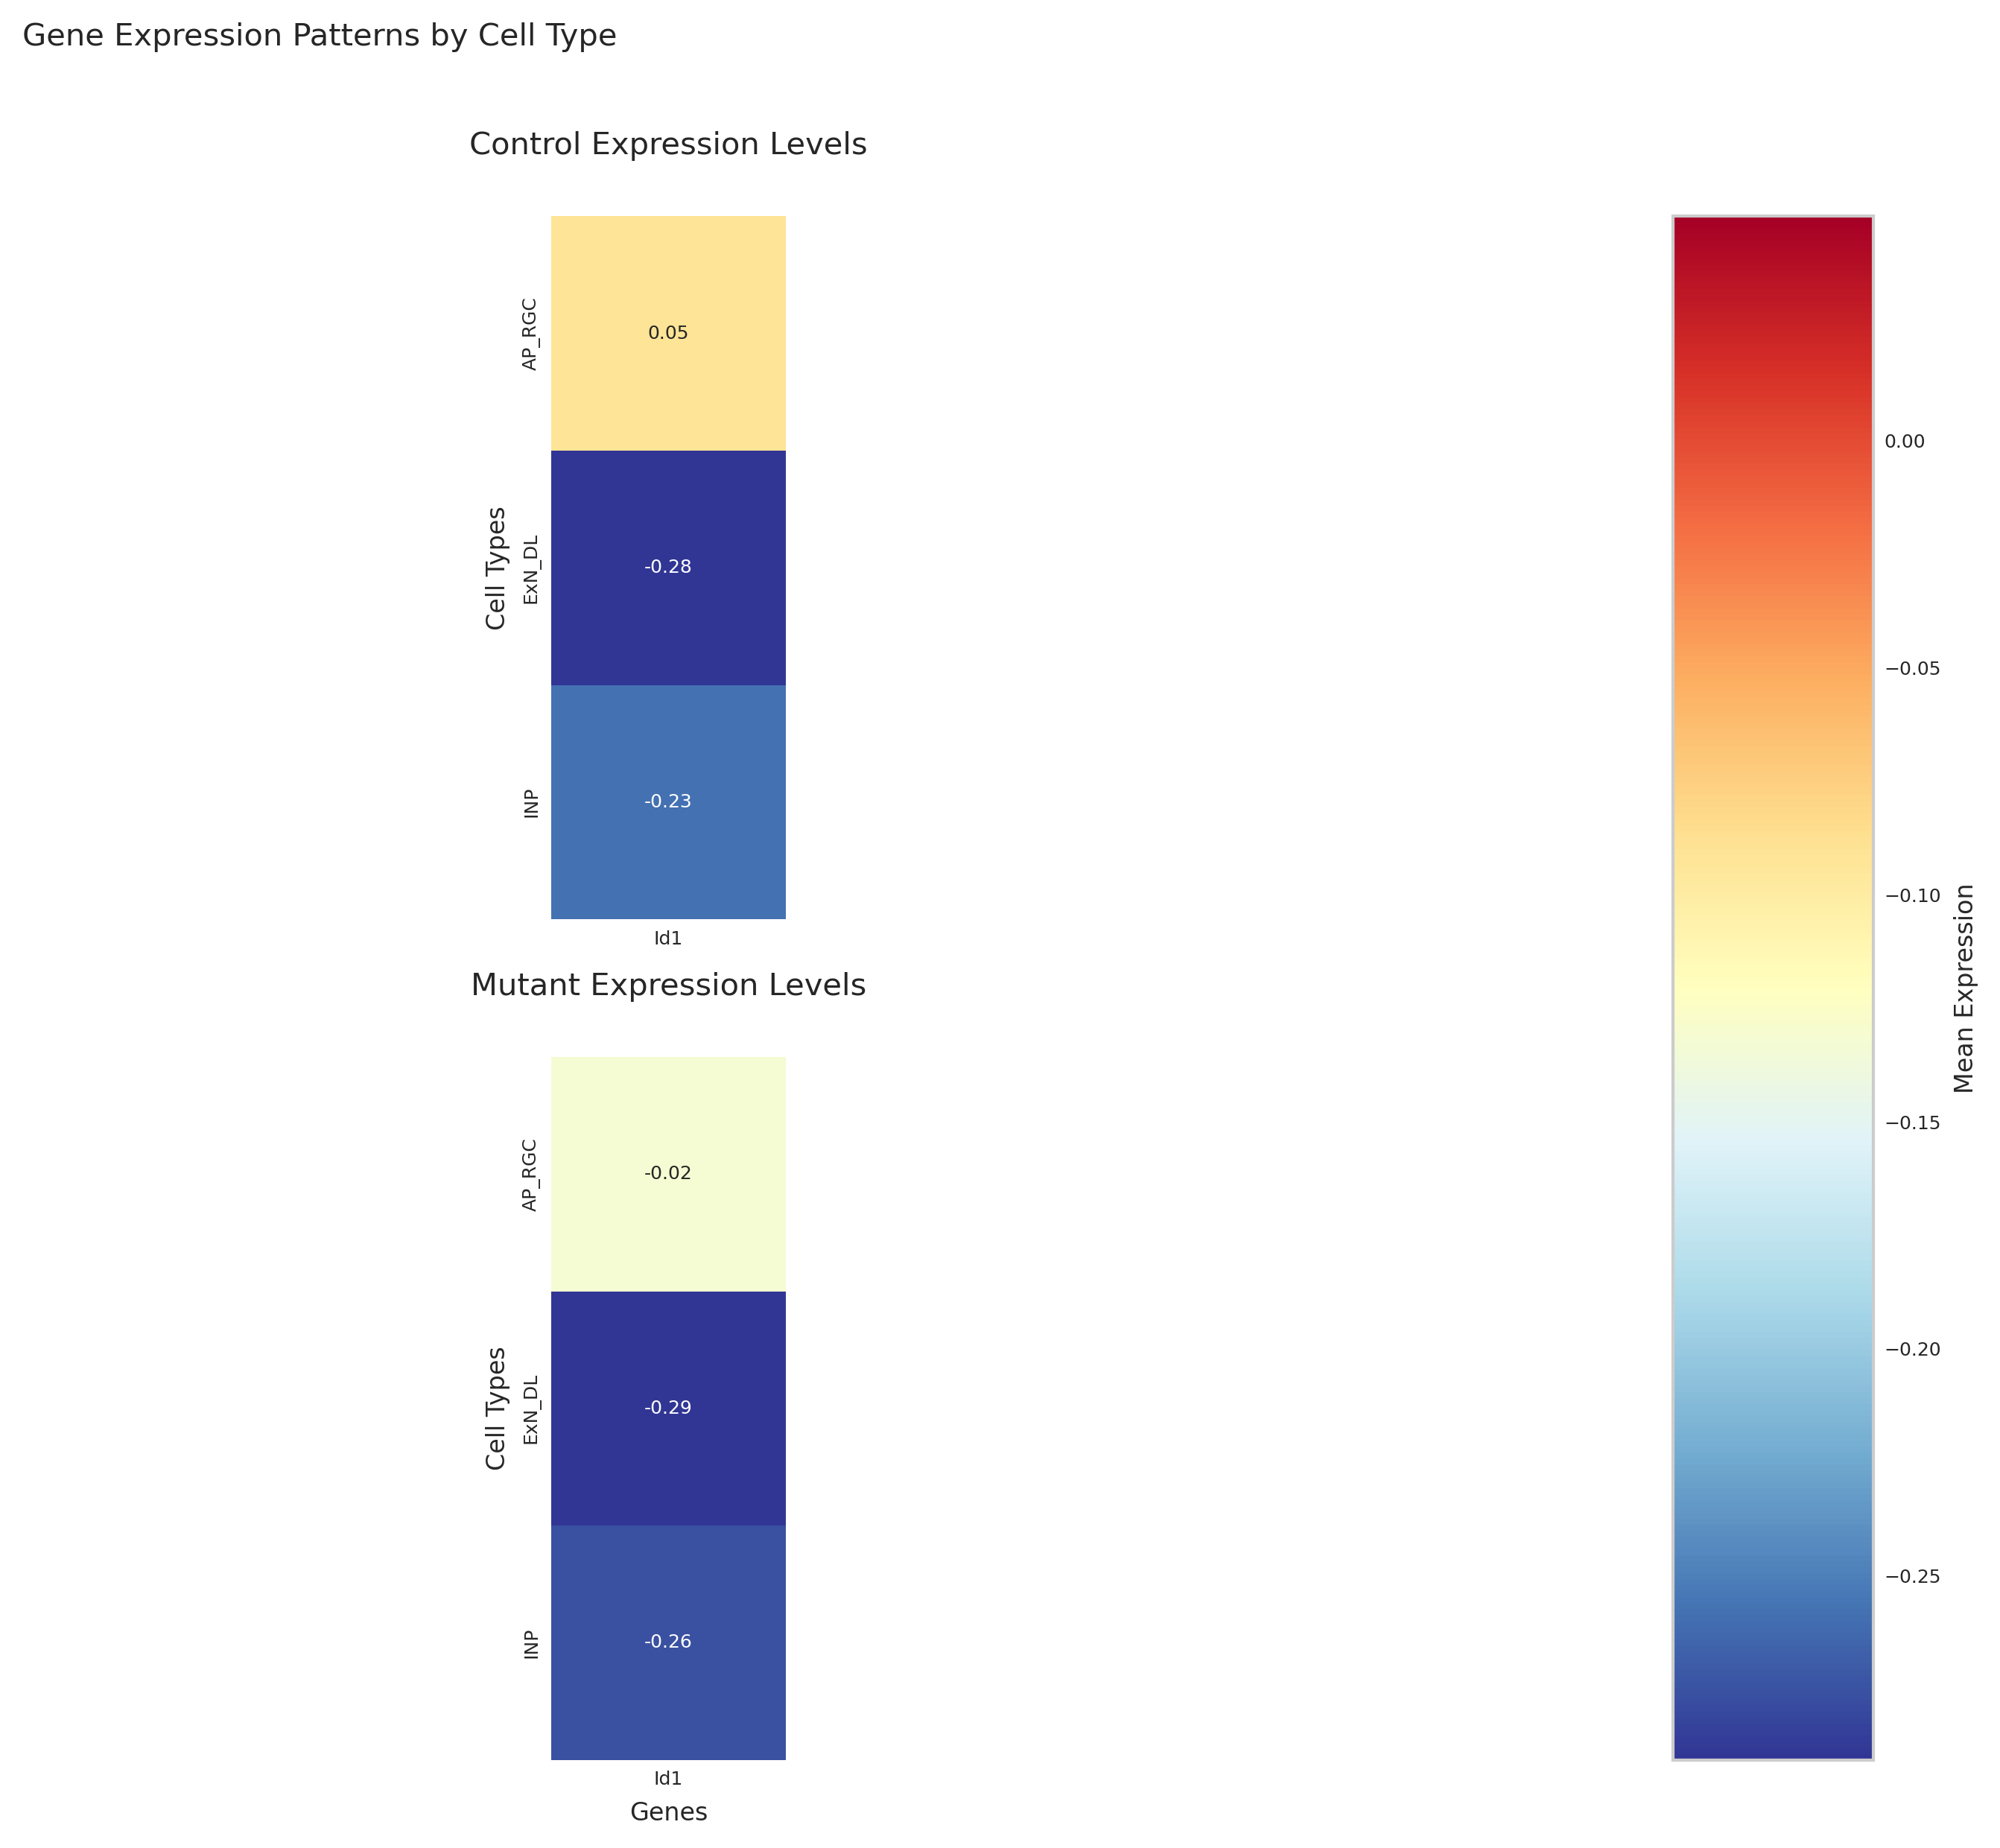 Gene Expression Patterns by Cell Type
Control Expression Levels
Cell Types
AP_RGC
0.05
ExN_DL
-0.28
INP
-0.23
Id1
Mutant Expression Levels
Cell Types
AP_RGC
-0.02
ExN_DL
-0.29
INP
-0.26
Id1
Genes
0.00
−0.05
−0.10
−0.15
−0.20
−0.25
Mean Expression